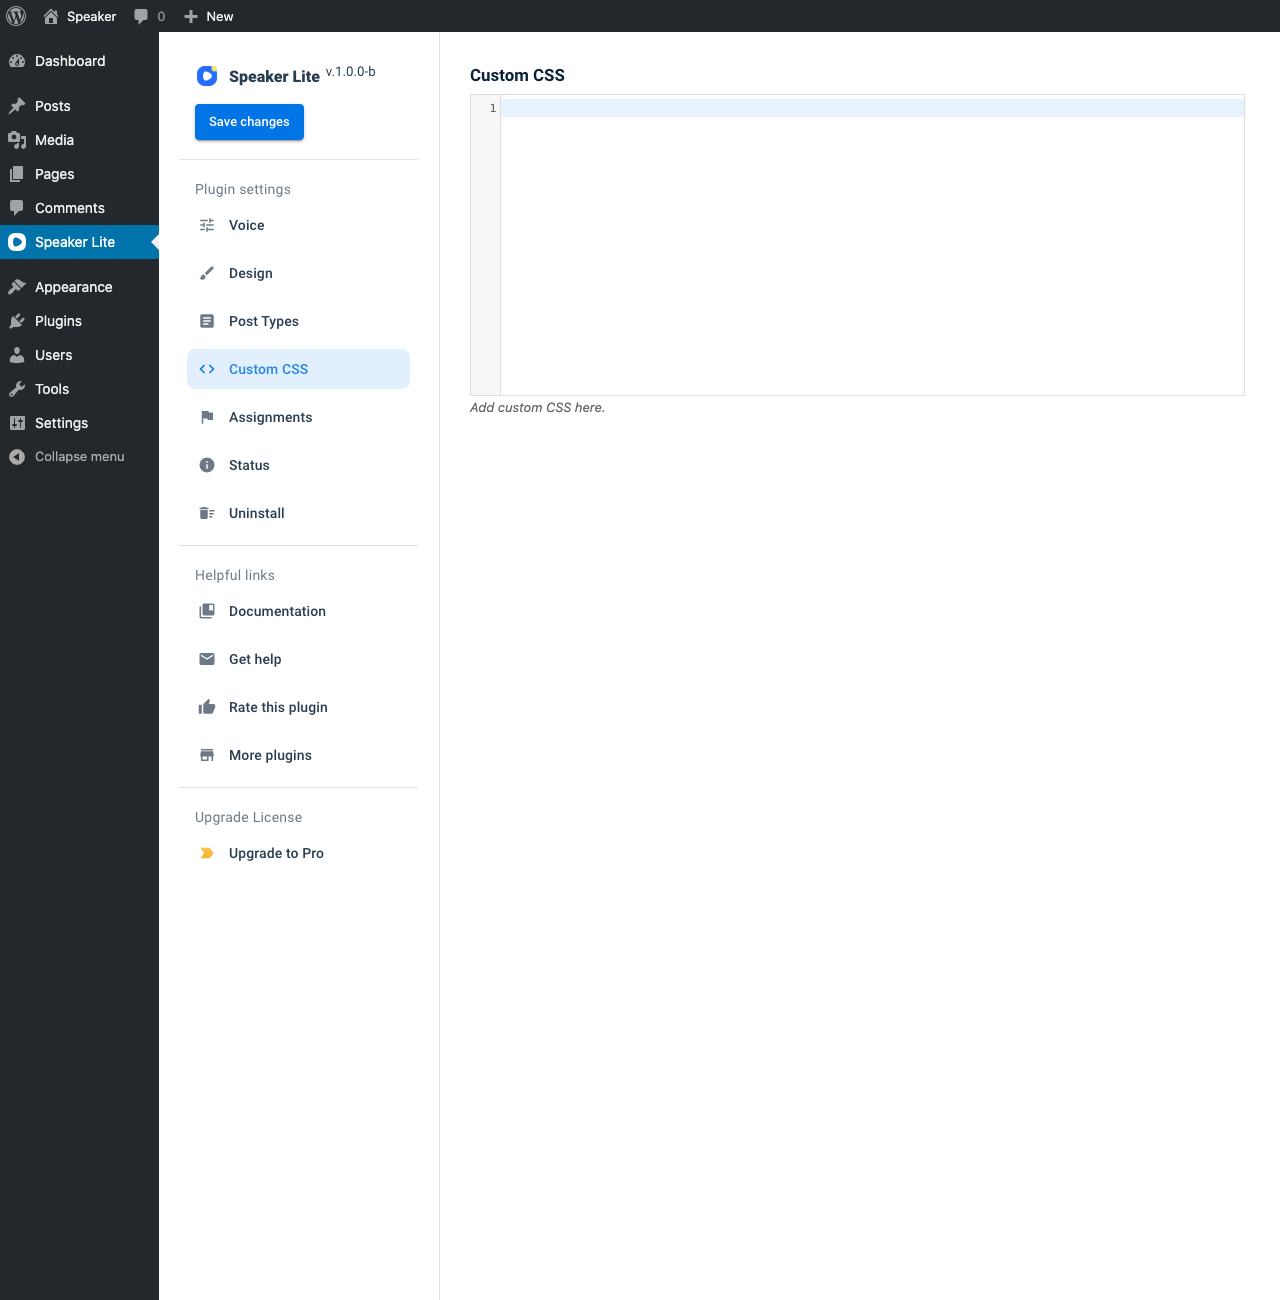 Speaker
0
New
Dashboard
Posts
Media
Pages
Comments
Speaker Lite
Appearance
Plugins
Users
Tools
Settings
Collapse menu
Speaker Lite v.1.0.0-b
Save changes
Plugin settings
Voice
Design
Post Types
Custom CSS
Assignments
Status
Uninstall
Helpful links
Documentation
Get help
Rate this plugin
More plugins
Upgrade License
Upgrade to Pro
Custom CSS
1
Add custom CSS here.